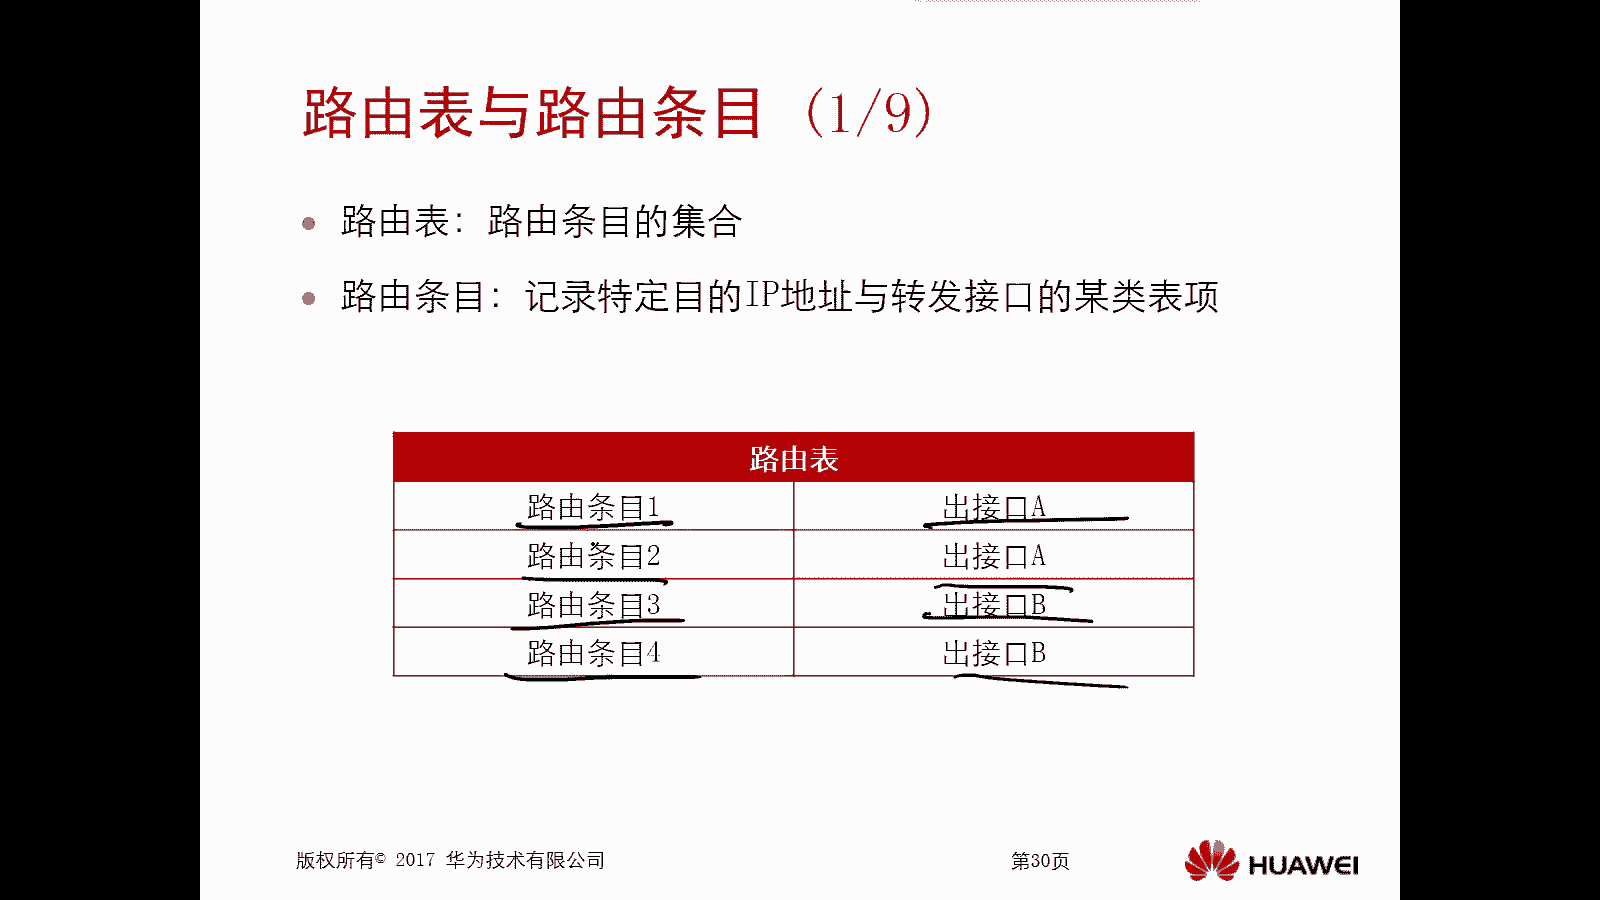 路由表与路由条目（1/9）
路由表：路由条目的集合
路由条目：记录特定目的IP地址与转发接口的某类表项
路由表
路由条目1 出接口A
路由条目2 出接口A
路由条目3 出接口B
路由条目4 出接口B
版权所有© 2017 华为技术有限公司 第30页 HUAWEI